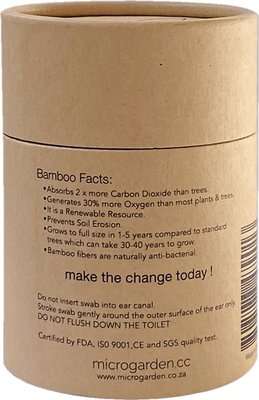 Bamboo Facts:
•Absorbs 2 x more Carbon Dioxide than trees.
•Generates 30% more Oxygen than most plants & trees.
•It is a Renewable Resource.
•Prevents Soil Erosion.
•Grows to full size in 1-5 years compared to standard
trees which can take 30-40 years to grow.
•Bamboo fibers are naturally anti-bacterial.
make the change today !
Do not insert swab into ear canal.
Stroke swab gently around the outer surface of the ear only.
DO NOT FLUSH DOWN THE TOILET
Certified by FDA, IS0 9001,CE and SGS quality test.
microgarden.cc
www.microgarden.co.za